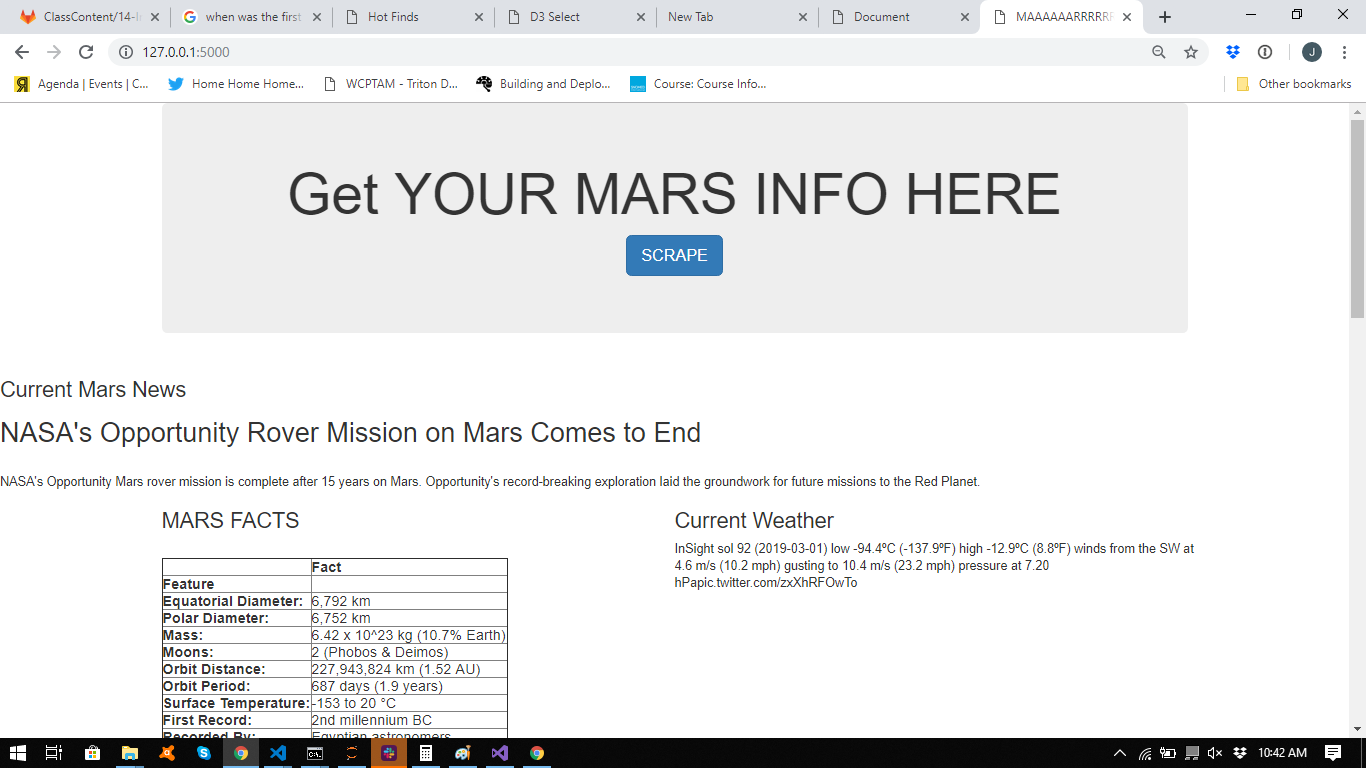 ClassContent/14-I
when was the first
Hot Finds
D3 Select
New Tab
Document
MAAAAAARRRRR
127.0.0.1:5000
J
Agenda | Events | C...
Home Home Home...
WCPTAM - Triton D...
Building and Deplo...
Course: Course Info...
Other bookmarks
Get YOUR MARS INFO HERE
SCRAPE
Current Mars News
NASA's Opportunity Rover Mission on Mars Comes to End
NASA's Opportunity Mars rover mission is complete after 15 years on Mars. Opportunity's record-breaking exploration laid the groundwork for future missions to the Red Planet.
MARS FACTS
Fact
Feature
Equatorial Diameter: 6,792 km
Polar Diameter: 6,752 km
Mass: 6.42 x 10^23 kg (10.7% Earth)
Moons: 2 (Phobos & Deimos)
Orbit Distance: 227,943,824 km (1.52 AU)
Orbit Period: 687 days (1.9 years)
Surface Temperature: -153 to 20 °C
First Record: 2nd millennium BC
Recorded By: Egyptian astronomers
Current Weather
InSight sol 92 (2019-03-01) low -94.4ºC (-137.9ºF) high -12.9ºC (8.8ºF) winds from the SW at
4.6 m/s (10.2 mph) gusting to 10.4 m/s (23.2 mph) pressure at 7.20
hPapic.twitter.com/zxXhRFOwTo
10:42 AM